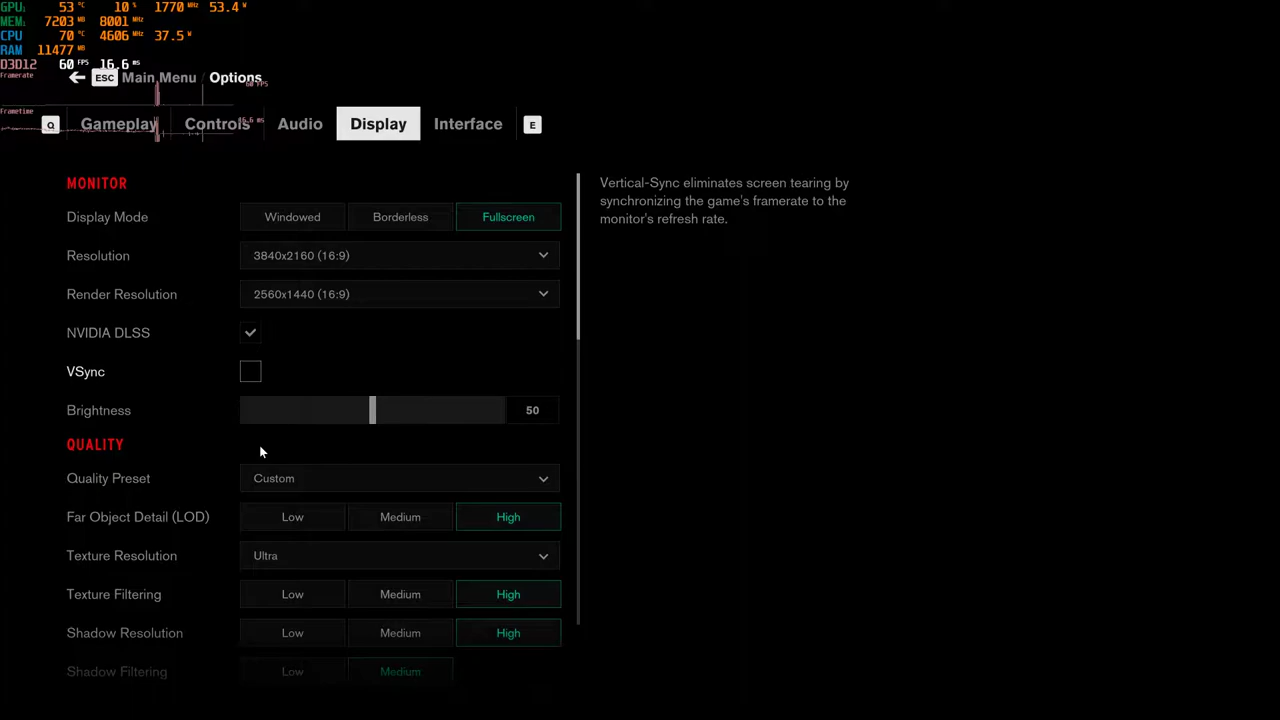 GPU 53 °C 10 % 1770 MHz 53.4 W
MEM 7203 MB 8001 MHz
CPU 70 °C 4606 MHz 37.5 W
RAM 11477 MB
D3D12 60 FPS 16.6 ms
Framerate 60 FPS
ESC Main Menu / Options
Frametime 16.6 ms
Q Gameplay Controls Audio Display Interface E
MONITOR
Vertical-Sync eliminates screen tearing by
synchronizing the game's framerate to the
monitor's refresh rate.
Display Mode Windowed Borderless Fullscreen
Resolution 3840x2160 (16:9)
Render Resolution 2560x1440 (16:9)
NVIDIA DLSS
VSync
Brightness 50
QUALITY
Quality Preset Custom
Far Object Detail (LOD) Low Medium High
Texture Resolution Ultra
Texture Filtering Low Medium High
Shadow Resolution Low Medium High
Shadow Filtering Low Medium